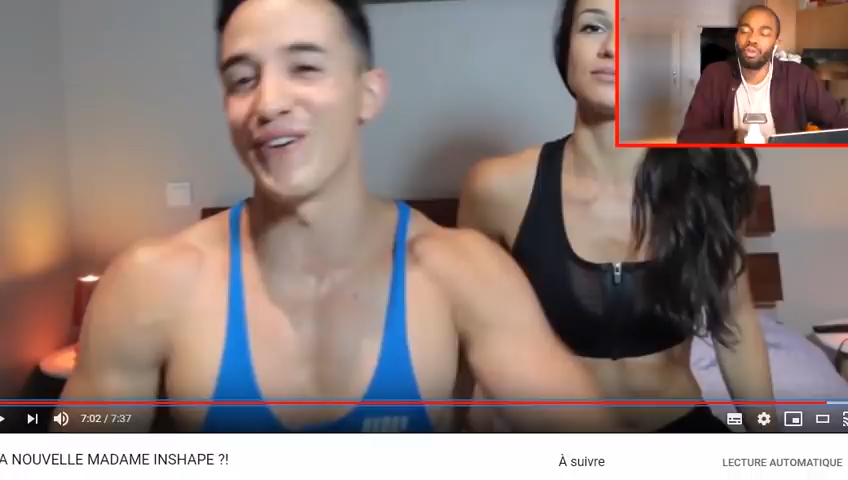 7:02 / 7:37
A NOUVELLE MADAME INSHAPE ?!
À suivre
LECTURE AUTOMATIQUE